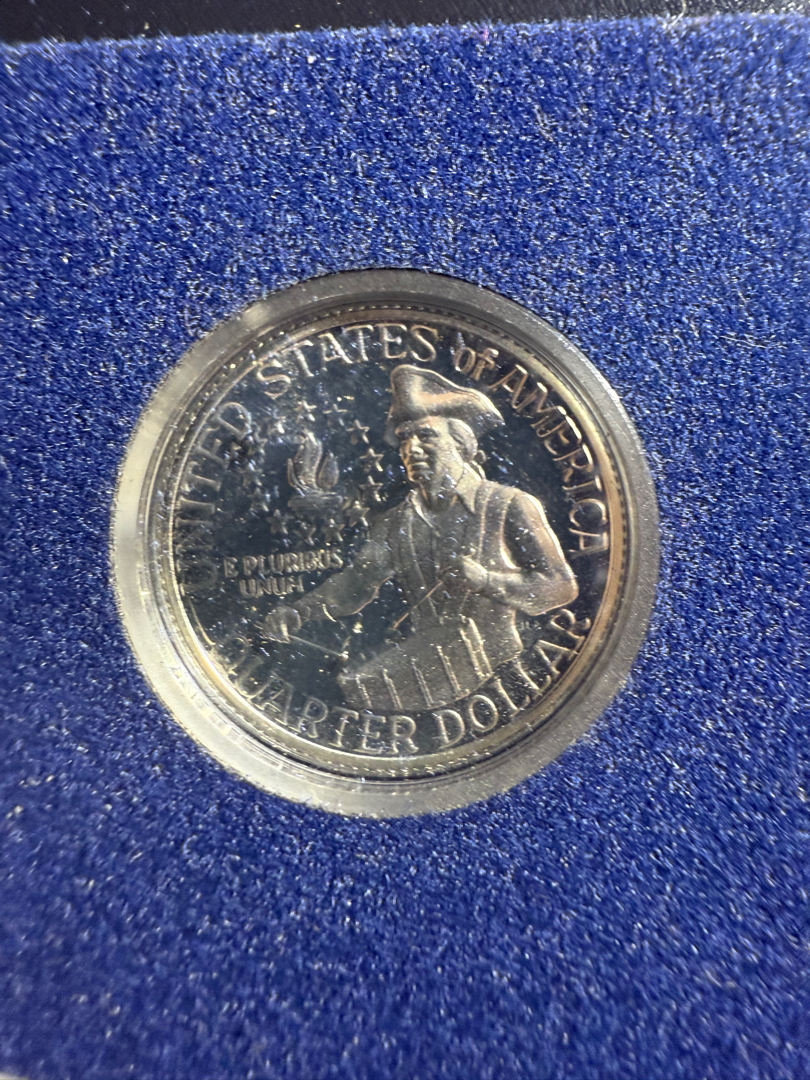 UNITED STATES of AMERICA
E PLURIBUS
UNUM
QUARTER DOLLAR